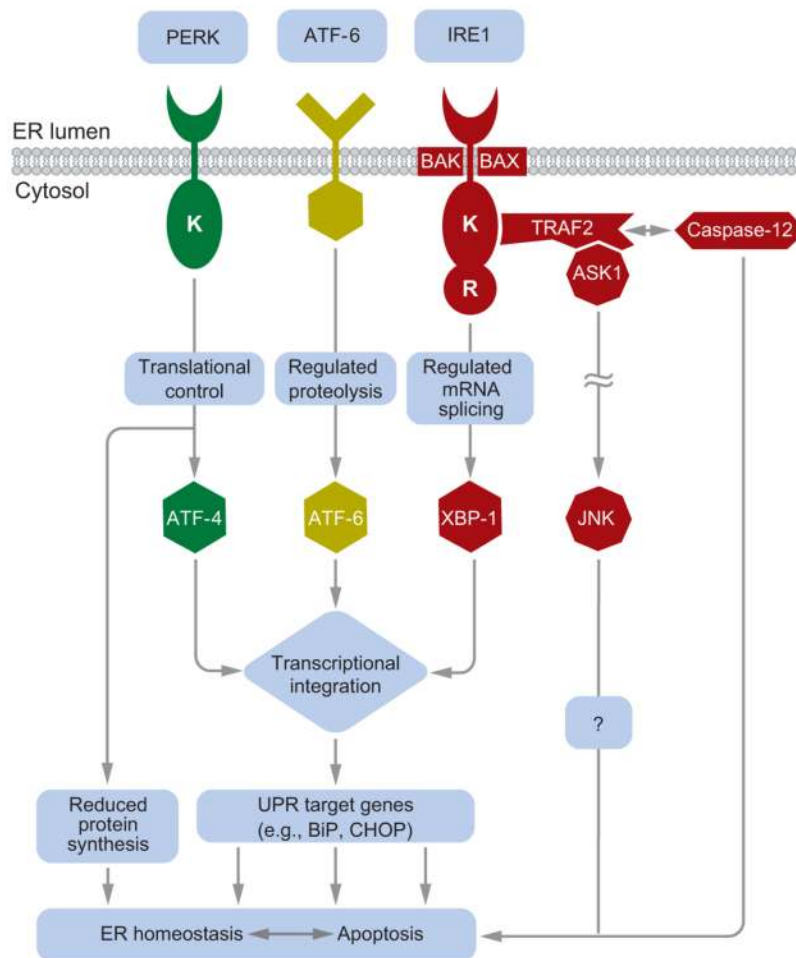 PERK
ATF-6
IRE1
ER lumen
BAK
BAX
Cytosol
K
K
TRAF2
Caspase-12
ASK1
R
Translational
control
Regulated
proteolysis
Regulated
mRNA
splicing
ATF-4
ATF-6
XBP-1
JNK
Transcriptional
integration
?
Reduced
protein
synthesis
UPR target genes
(e.g., BiP, CHOP)
ER homeostasis
Apoptosis